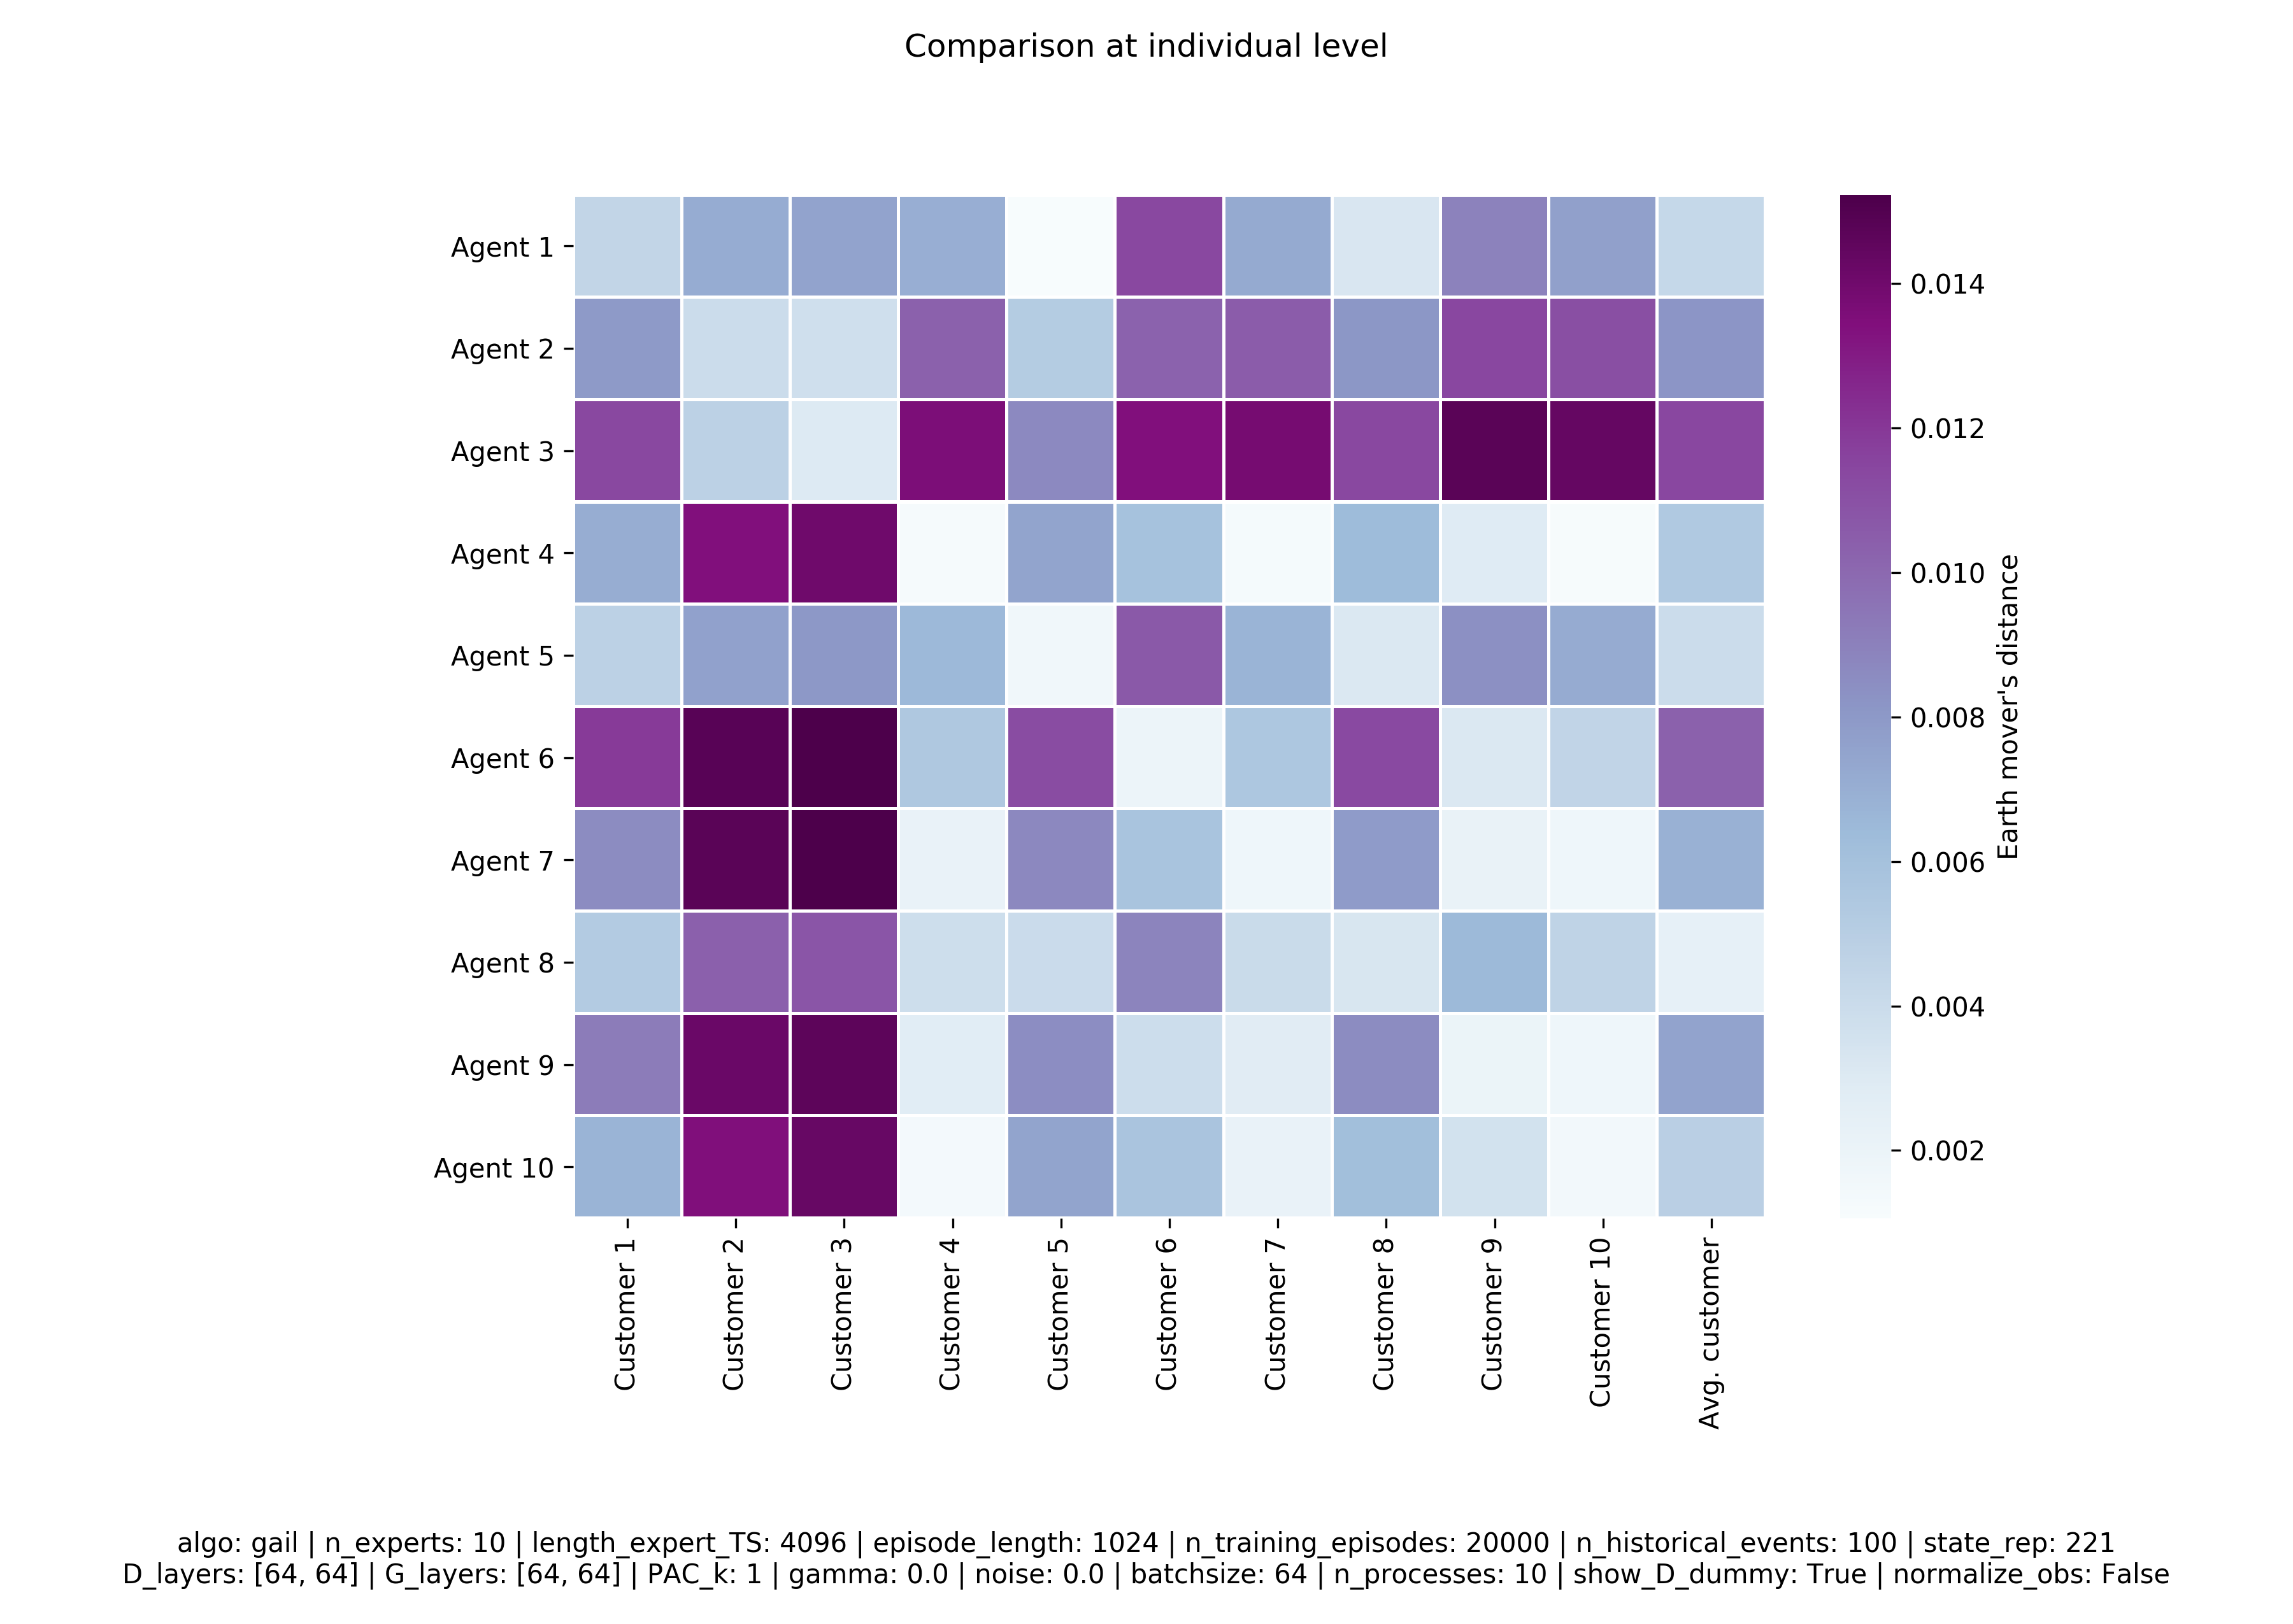 Comparison at individual level
Agent 1
Agent 2
Agent 3
Agent 4
Agent 5
Agent 6
Agent 7
Agent 8
Agent 9
Agent 10
Customer 1
Customer 2
Customer 3
Customer 4
Customer 5
Customer 6
Customer 7
Customer 8
Customer 9
Customer 10
Avg. customer
0.014
0.012
0.010
0.008
0.006
0.004
0.002
Earth mover's distance
algo: gail | n_experts: 10 | length_expert_TS: 4096 | episode_length: 1024 | n_training_episodes: 20000 | n_historical_events: 100 | state_rep: 221
D_layers: [64, 64] | G_layers: [64, 64] | PAC_k: 1 | gamma: 0.0 | noise: 0.0 | batchsize: 64 | n_processes: 10 | show_D_dummy: True | normalize_obs: False